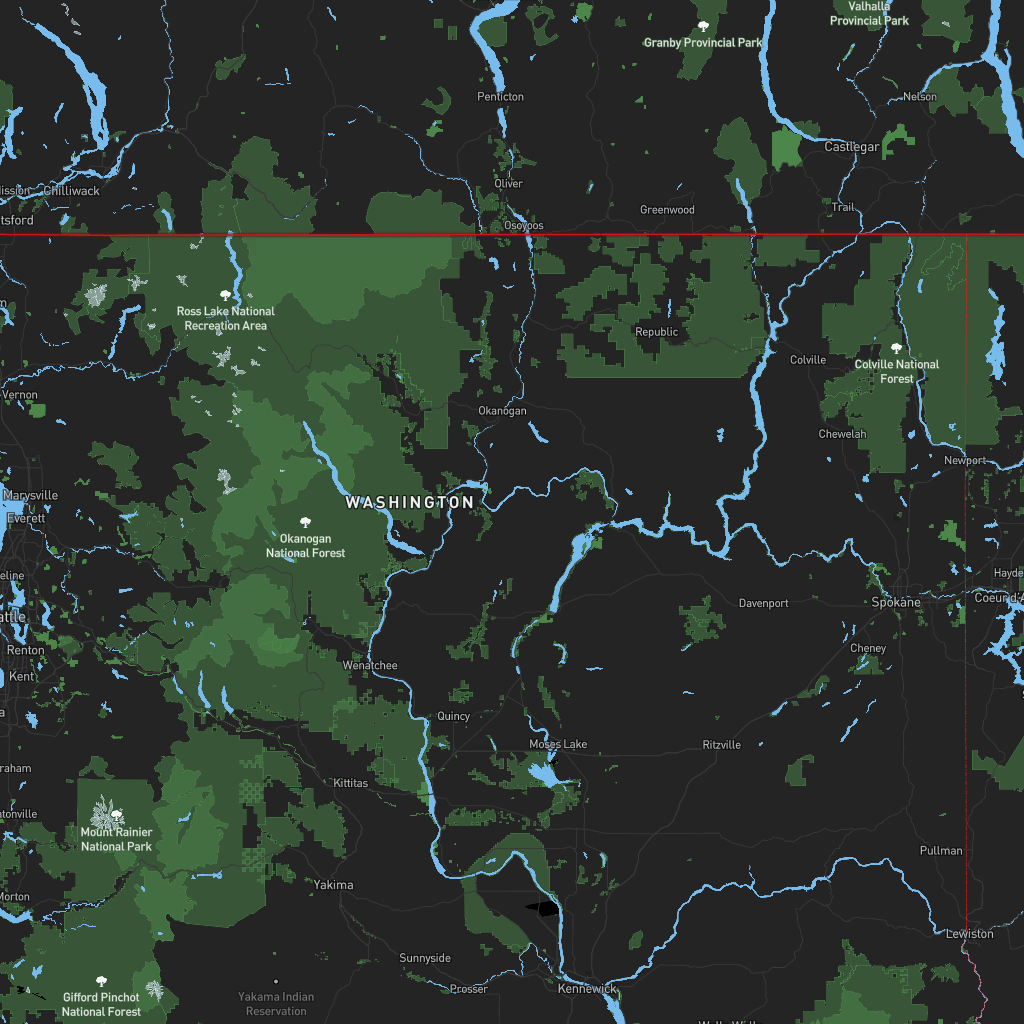 Valhalla
Provincial Park
Granby Provincial Park
Penticton
Nelson
Castlegar
Chilliwack
Oliver
Trail
Greenwood
Osoyoos
Ross Lake National
Recreation Area
Republic
Colville
Colville National
Forest
Vernon
Okanogan
Chewelah
Newport
Marysville
WASHINGTON
Everett
Okanogan
National Forest
Hayde
Coeur d'A
Davenport
Spokane
Renton
Cheney
Wenatchee
Kent
Quincy
Moses Lake
Ritzville
Kittitas
Mount Rainier
National Park
Pullman
Yakima
Morton
Lewiston
Sunnyside
Prosser
Kennewick
Gifford Pinchot
National Forest
Yakama Indian
Reservation